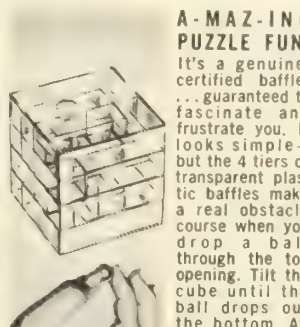 A-MAZ-IN
PUZZLE FUN
It's a genuine
certified baffle
... guaranteed t
fascinate an
frustrate you. I
looks simple-
but the 4 tiers o
transparent plas
tic baffles mak
a real obstacl
course when yo
drop a bal
through the to
opening. Tilt th
cube until th
ball drops ou
the bottom. A